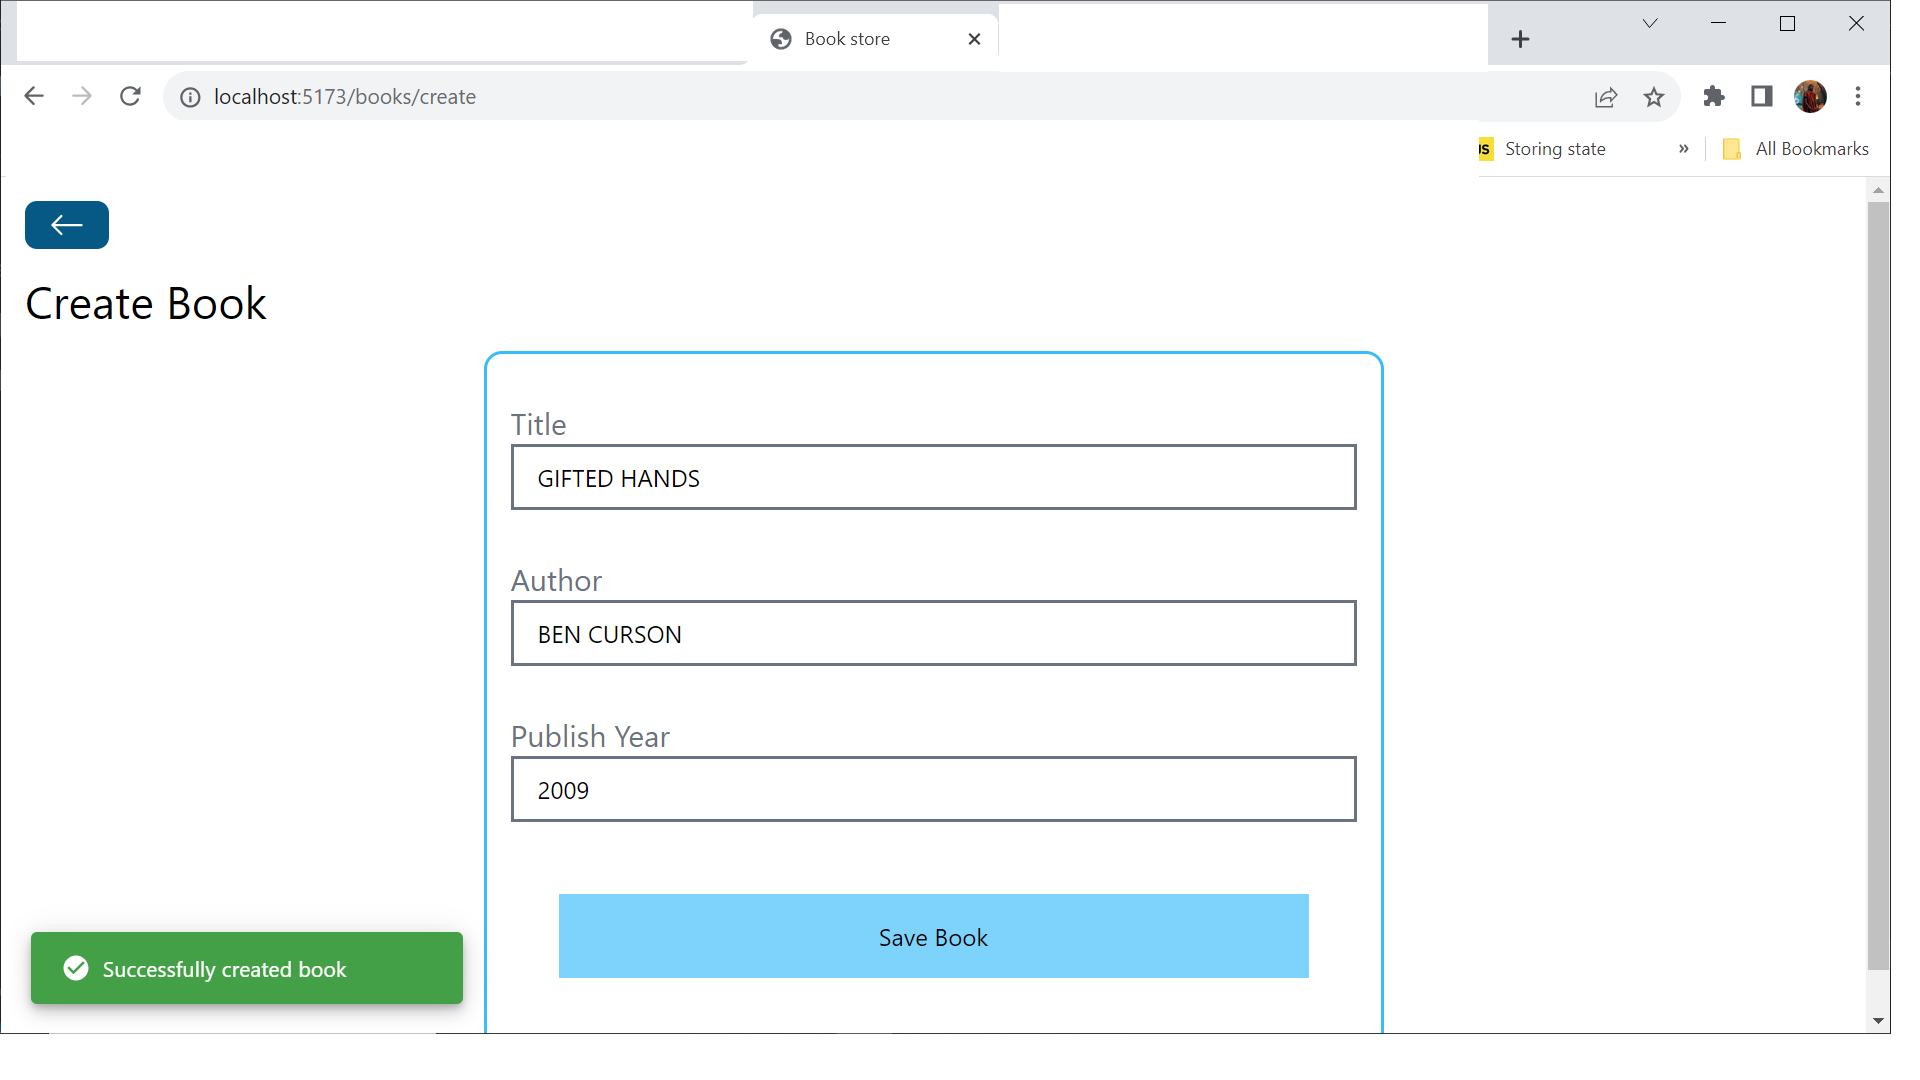 Book store
localhost:5173/books/create
JS Storing state
» All Bookmarks
Create Book
Title
GIFTED HANDS
Author
BEN CURSON
Publish Year
2009
Save Book
Successfully created book